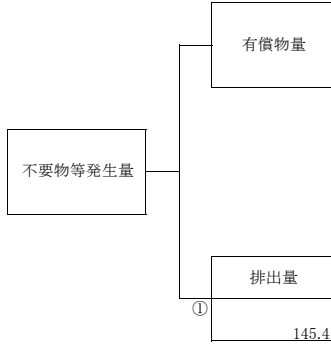 有償物量
不要物等発生量
排出量
①
145.4